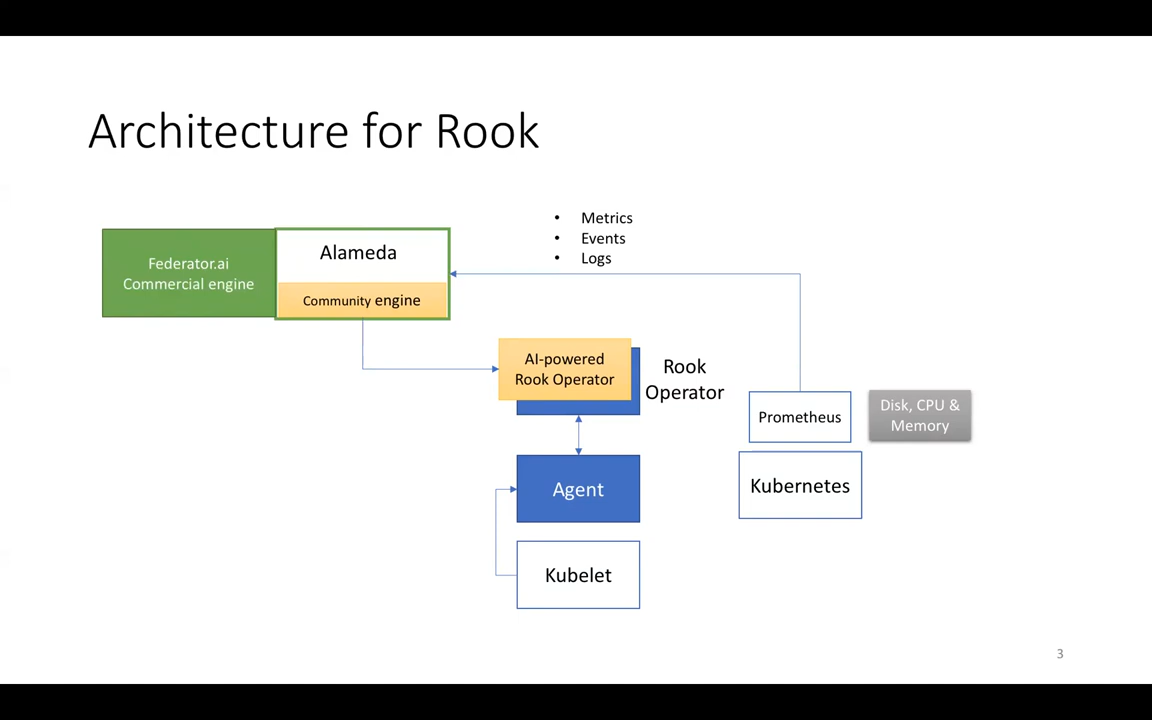 Architecture for Rook
• Metrics
• Events
• Logs
Federator.ai
Commercial engine
Alameda
Community engine
AI-powered
Rook Operator
Rook
Operator
Prometheus
Disk, CPU &
Memory
Kubernetes
Agent
Kubelet
3